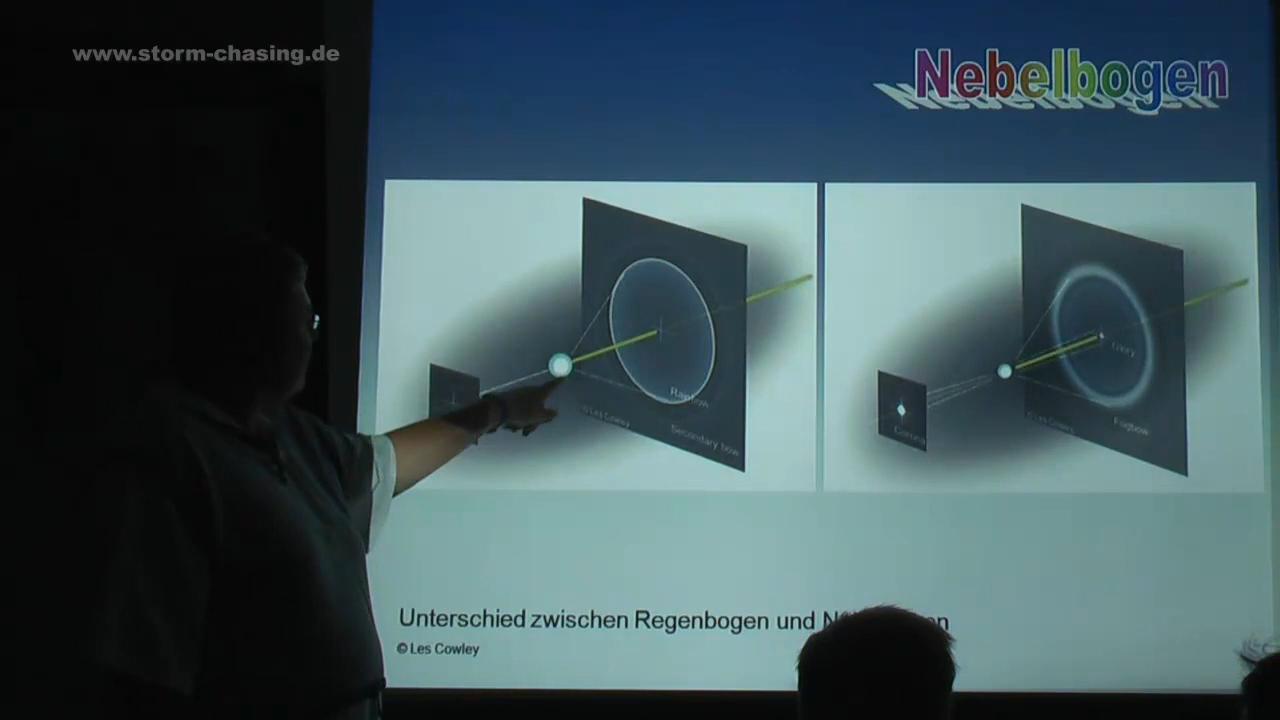 www.storm-chasing.de
Nebelbogen
Rainbow
© Les Cowley
Secondary bow
Glory
Corona
© Les Cowley
Fogbow
Unterschied zwischen Regenbogen und
© Les Cowley